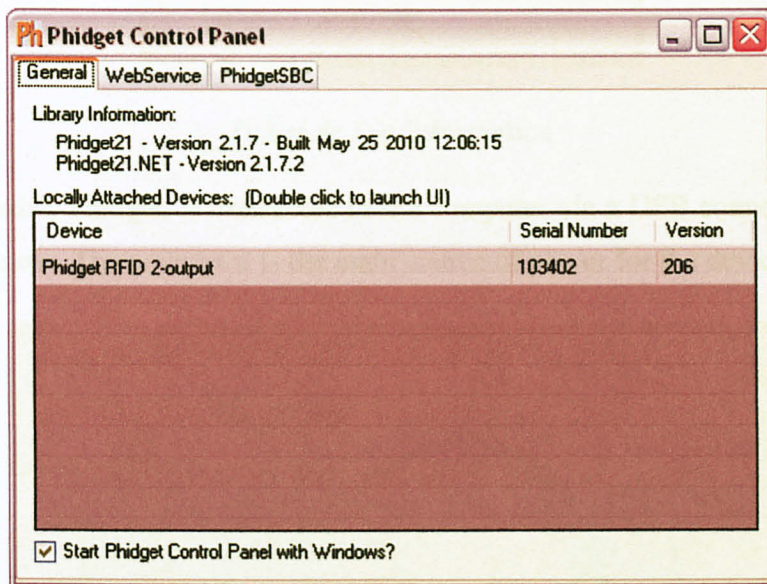 Ph Phidget Control Panel
General WebService PhidgetSBC
Library Information:
Phidget21 - Version 2.1.7 - Built May 25 2010 12:06:15
Phidget21.NET - Version 2.1.7.2
Locally Attached Devices: (Double click to launch UI)
Device Serial Number Version
Phidget RFID 2-output 103402 206
Start Phidget Control Panel with Windows?